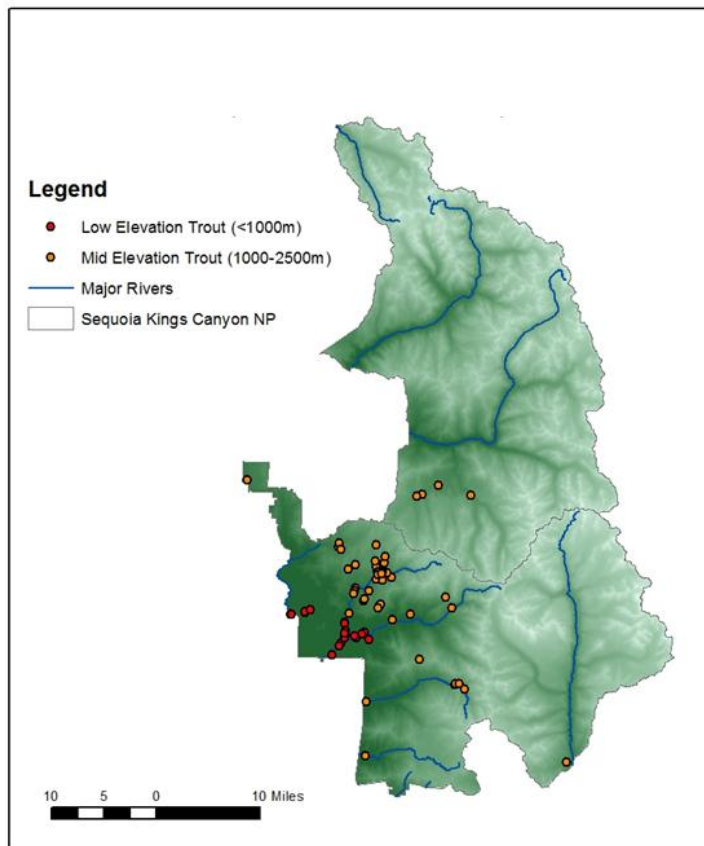 Legend
Low Elevation Trout (<1000m)
Mid Elevation Trout (1000-2500m)
Major Rivers
Sequoia Kings Canyon NP
10 5 0 10 Miles